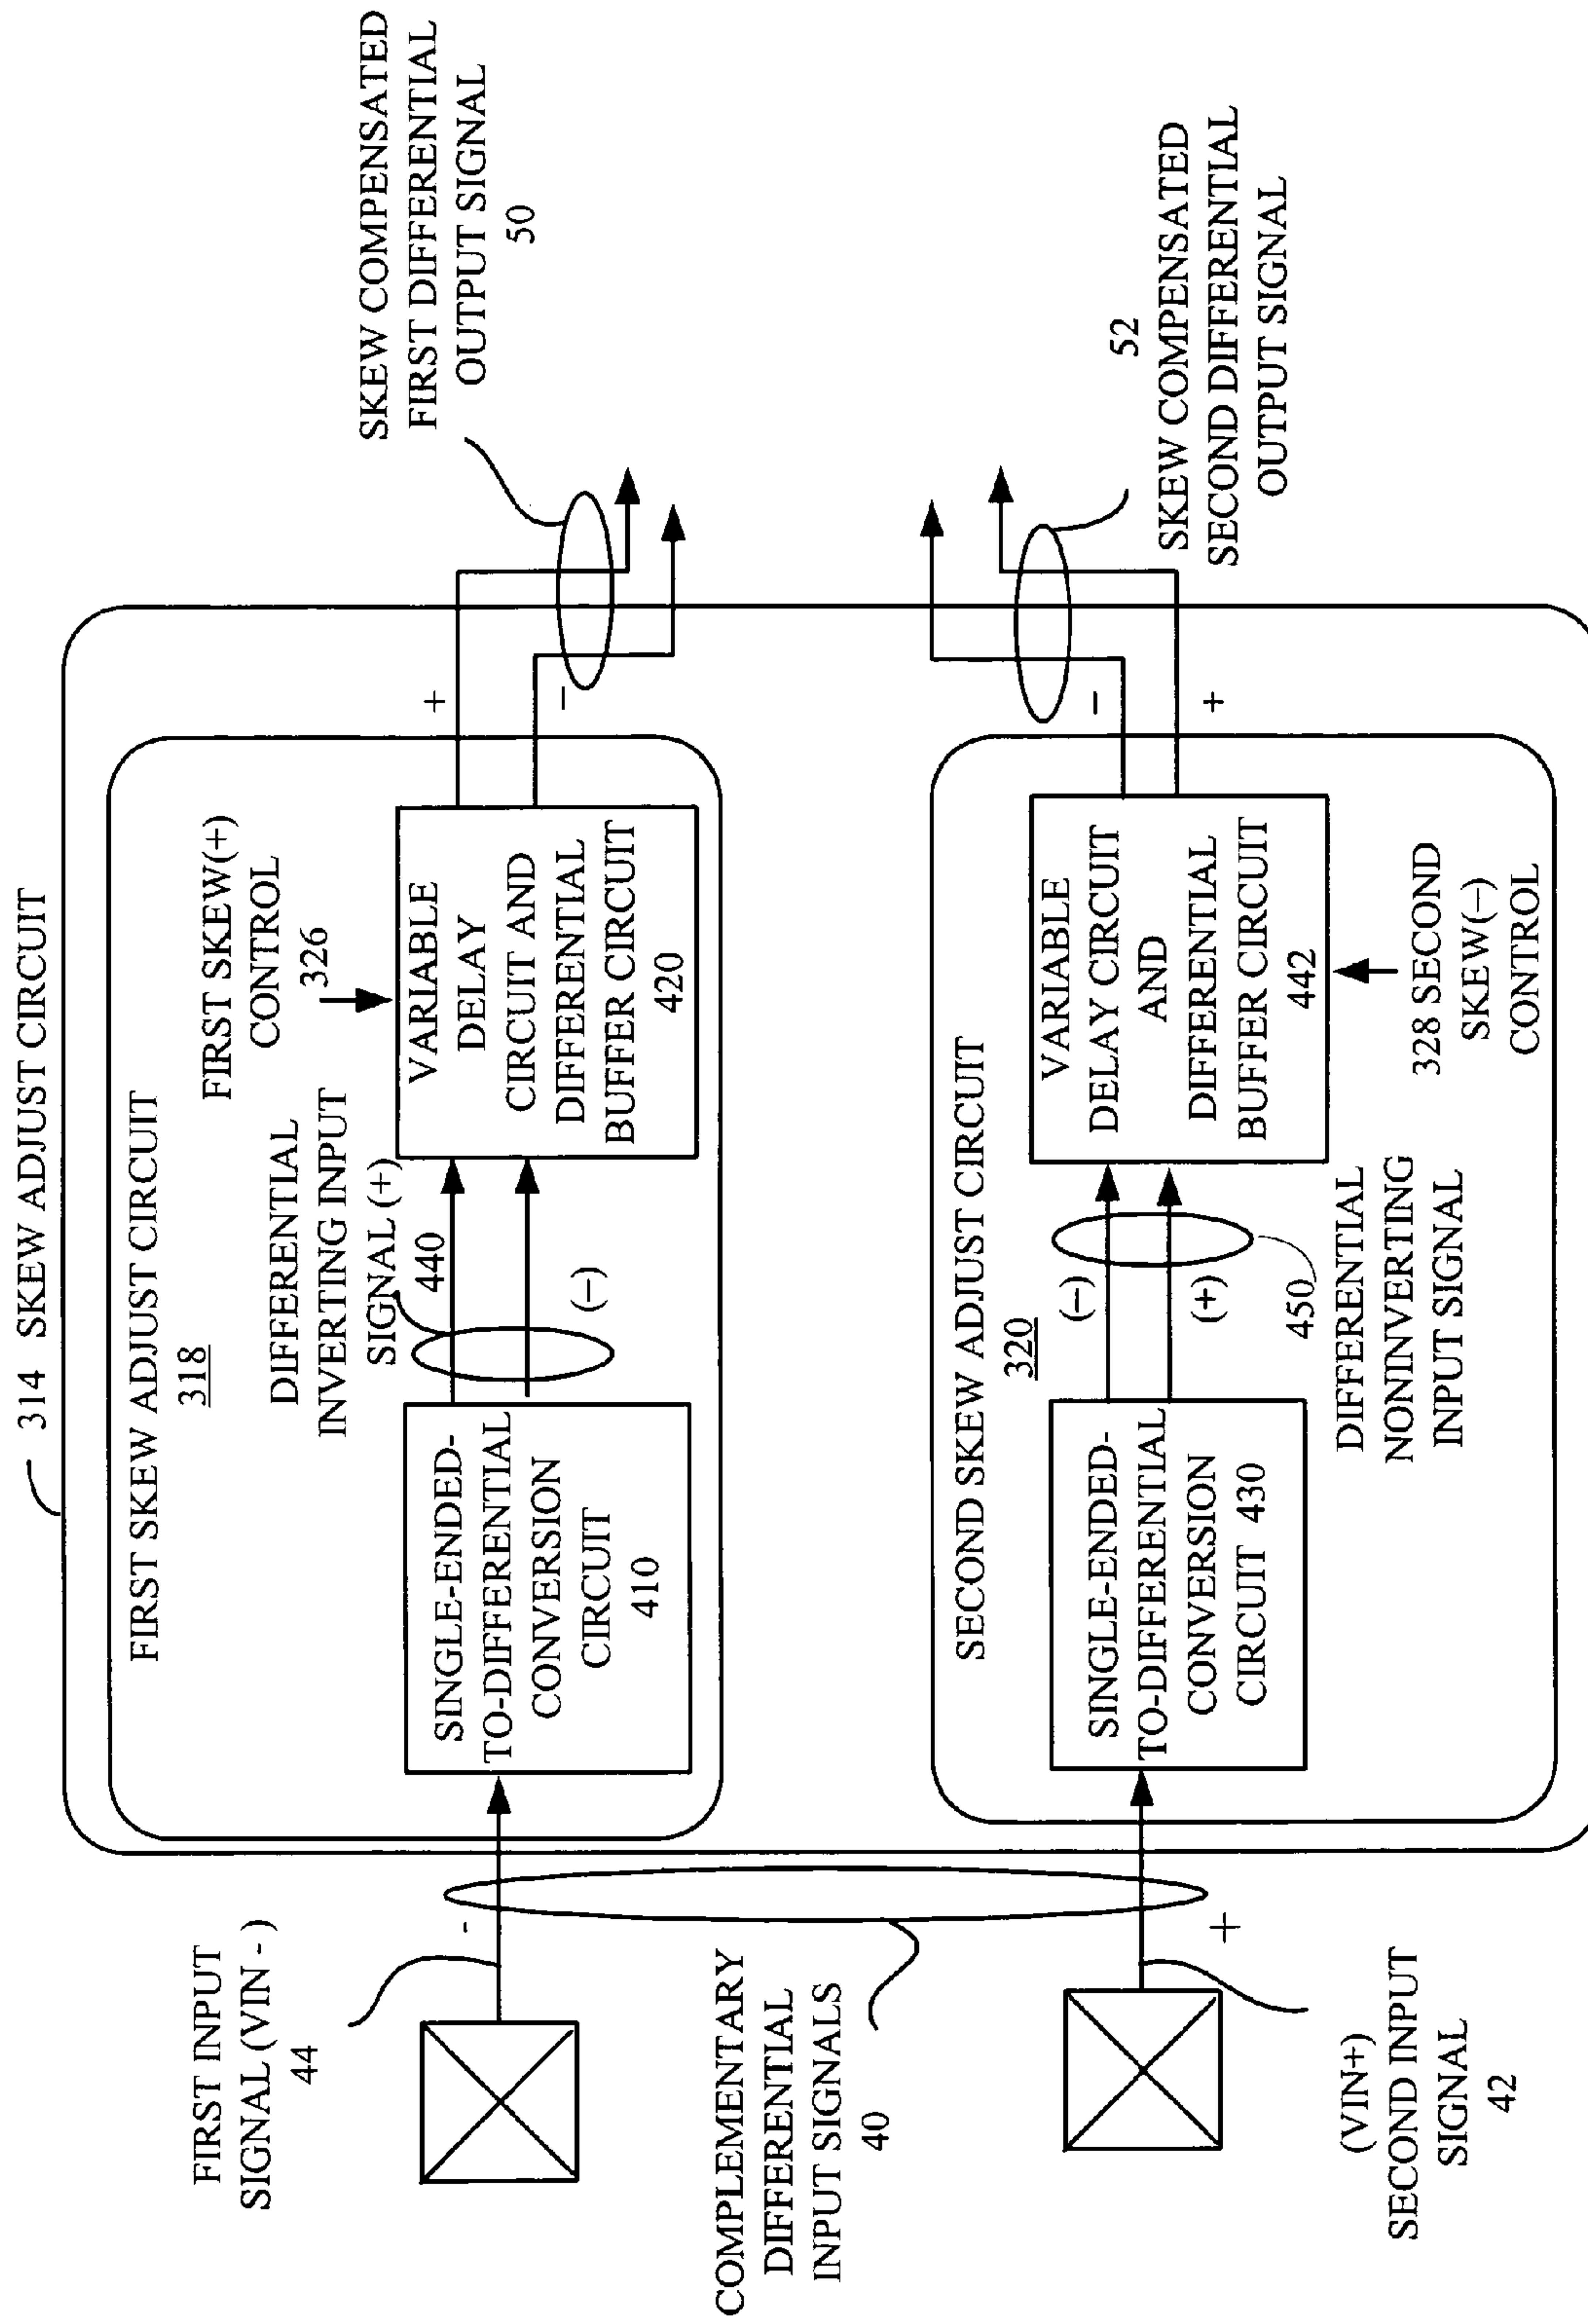 314 SKEW ADJUST CIRCUIT
FIRST SKEW ADJUST CIRCUIT
318
FIRST INPUT
SIGNAL (VIN -)
44
-
SINGLE-ENDED-
TO-DIFFERENTIAL
CONVERSION
CIRCUIT
410
DIFFERENTIAL
INVERTING INPUT
SIGNAL (+)
440
(−)
FIRST SKEW(+)
CONTROL
326
VARIABLE
DELAY
CIRCUIT AND
DIFFERENTIAL
BUFFER CIRCUIT
420
+
−
SKEW COMPENSATED
FIRST DIFFERENTIAL
OUTPUT SIGNAL
50
COMPLEMENTARY
DIFFERENTIAL
INPUT SIGNALS
40
SECOND SKEW ADJUST CIRCUIT
320
+
(VIN+)
SECOND INPUT
SIGNAL
42
SINGLE-ENDED-
TO-DIFFERENTIAL
CONVERSION
CIRCUIT 430
(−)
(+)
450
DIFFERENTIAL
NONINVERTING
INPUT SIGNAL
VARIABLE
DELAY CIRCUIT
AND
DIFFERENTIAL
BUFFER CIRCUIT
442
328 SECOND
SKEW(−)
CONTROL
−
+
52
SKEW COMPENSATED
SECOND DIFFERENTIAL
OUTPUT SIGNAL